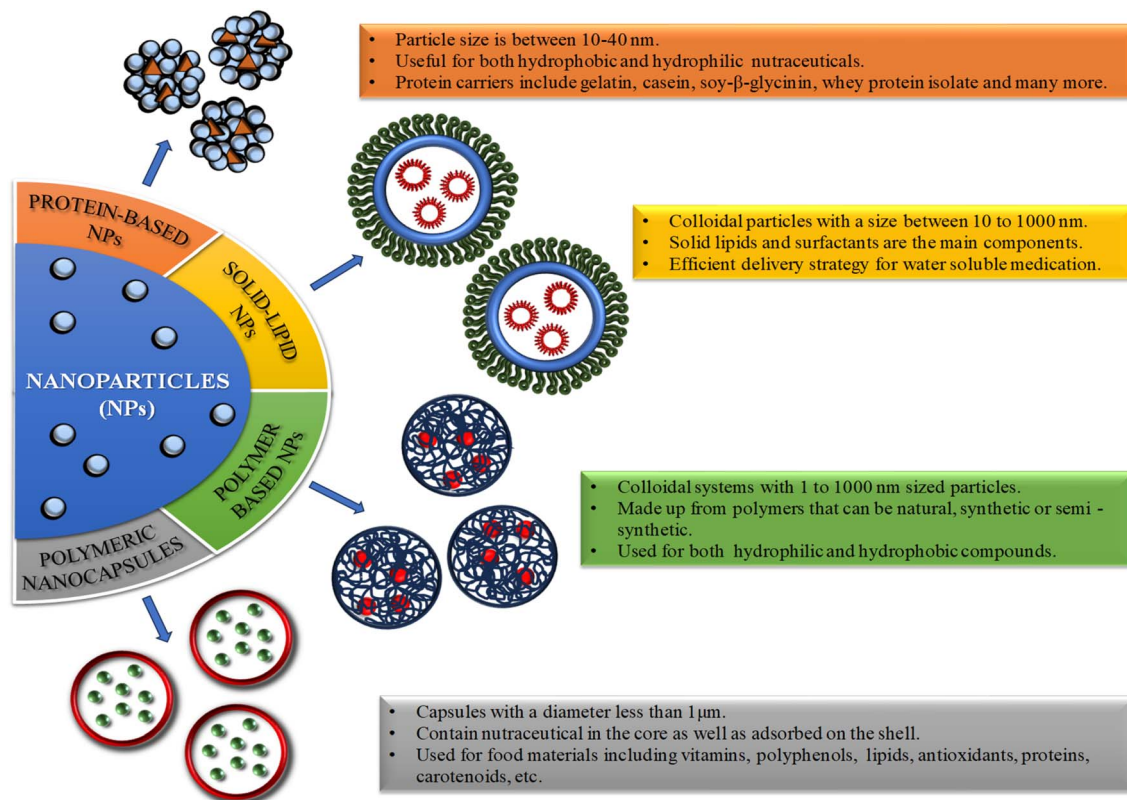 • Particle size is between 10-40 nm.
• Useful for both hydrophobic and hydrophilic nutraceuticals.
• Protein carriers include gelatin, casein, soy-β-glycinin, whey protein isolate and many more.
PROTEIN-BASED
NPs
SOLID-LIPID
NPs
• Colloidal particles with a size between 10 to 1000 nm.
• Solid lipids and surfactants are the main components.
• Efficient delivery strategy for water soluble medication.
NANOPARTICLES
(NPs)
POLYMER
BASED NPs
• Colloidal systems with 1 to 1000 nm sized particles.
• Made up from polymers that can be natural, synthetic or semi -
synthetic.
• Used for both hydrophilic and hydrophobic compounds.
POLYMERIC
NANOCAPSULES
• Capsules with a diameter less than 1μm.
• Contain nutraceutical in the core as well as adsorbed on the shell.
• Used for food materials including vitamins, polyphenols, lipids, antioxidants, proteins,
carotenoids, etc.